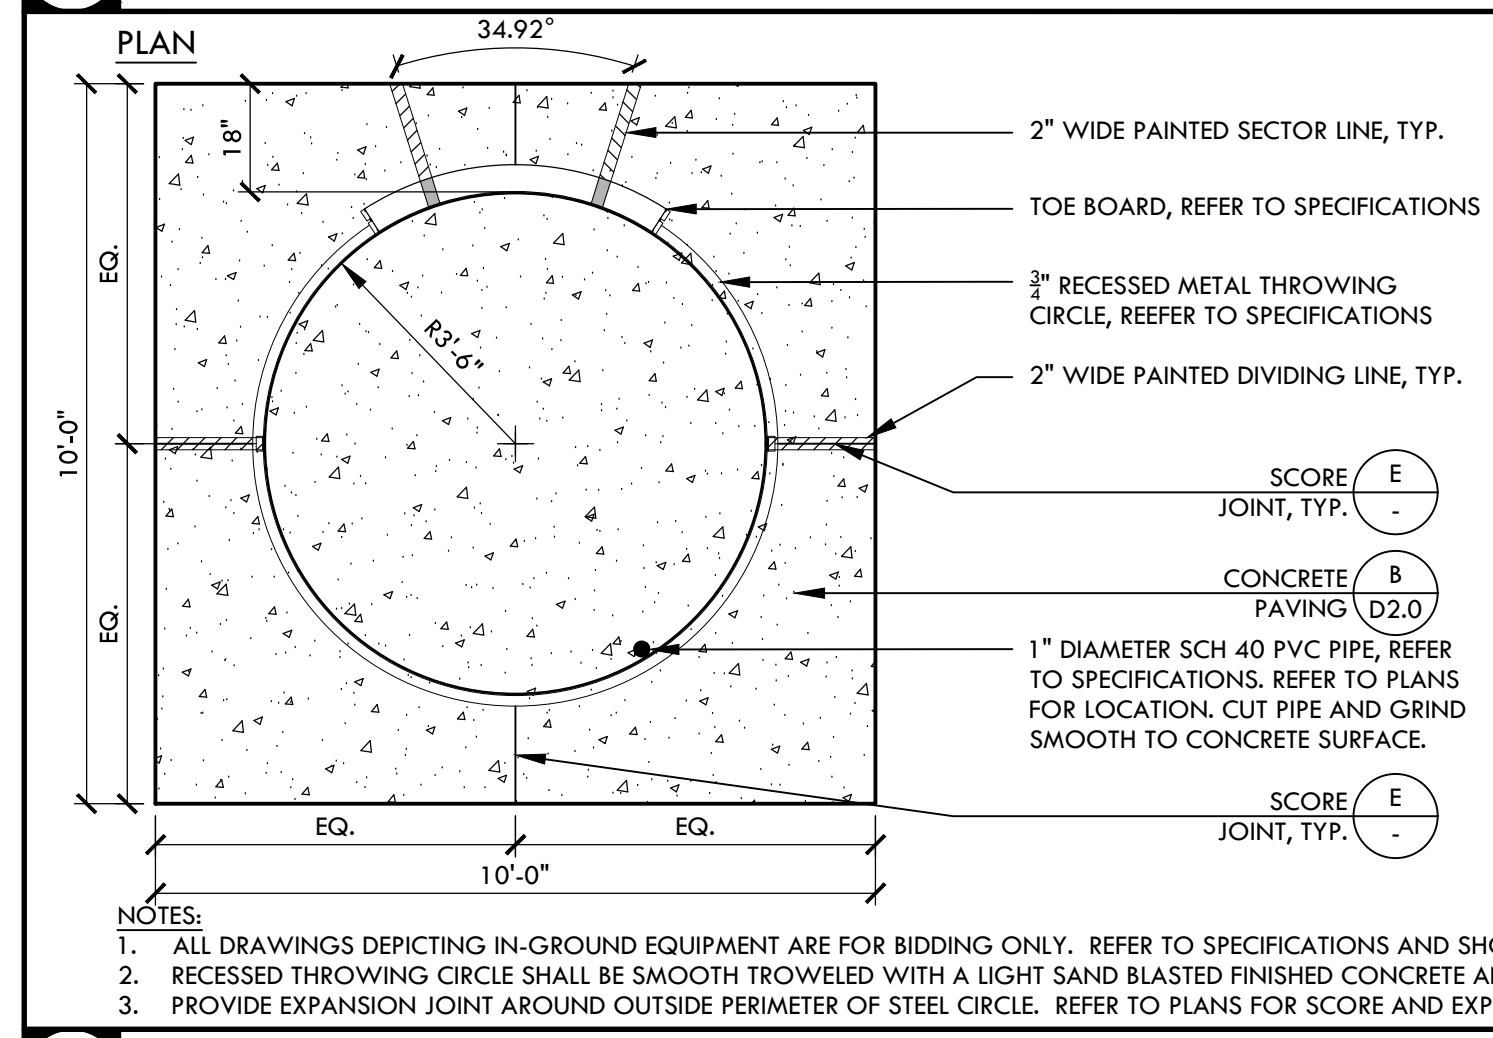 PLAN
34.92°
18"
EQ.
10'-0"
EQ.
R3'-6"
2" WIDE PAINTED SECTOR LINE, TYP.
TOE BOARD, REFER TO SPECIFICATIONS
3/4" RECESSED METAL THROWING
CIRCLE, REEFER TO SPECIFICATIONS
2" WIDE PAINTED DIVIDING LINE, TYP.
SCORE E
JOINT, TYP. -
CONCRETE B
PAVING D2.0
1" DIAMETER SCH 40 PVC PIPE, REFER
TO SPECIFICATIONS. REFER TO PLANS
FOR LOCATION. CUT PIPE AND GRIND
SMOOTH TO CONCRETE SURFACE.
SCORE E
JOINT, TYP. -
EQ. EQ.
10'-0"
NOTES:
1. ALL DRAWINGS DEPICTING IN-GROUND EQUIPMENT ARE FOR BIDDING ONLY. REFER TO SPECIFICATIONS AND
2. RECESSED THROWING CIRCLE SHALL BE SMOOTH TROWELED WITH A LIGHT SAND BLASTED FINISHED CONCRETE
3. PROVIDE EXPANSION JOINT AROUND OUTSIDE PERIMETER OF STEEL CIRCLE. REFER TO PLANS FOR SCORE AND